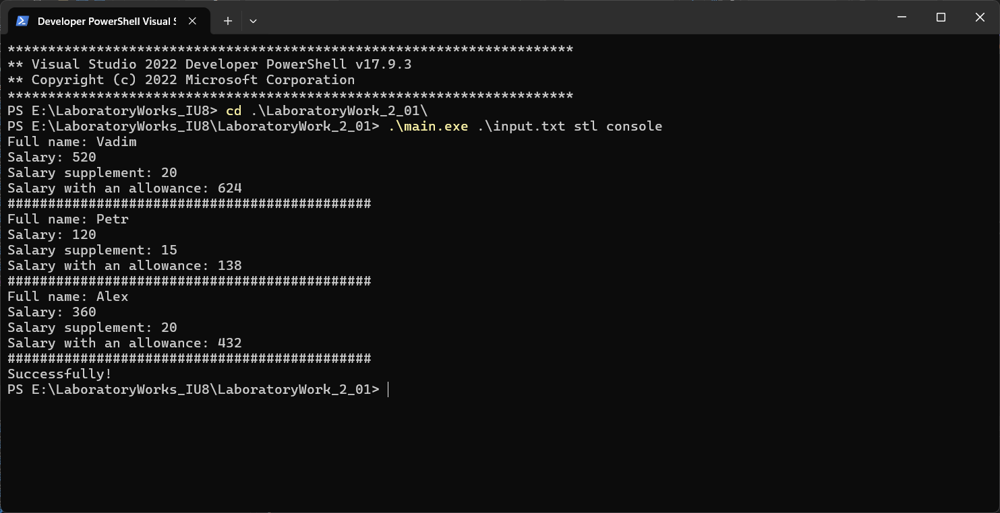 Developer PowerShell Visual S
**********************************************************************
** Visual Studio 2022 Developer PowerShell v17.9.3
** Copyright (c) 2022 Microsoft Corporation
**********************************************************************
PS E:\LaboratoryWorks_IU8> cd .\LaboratoryWork_2_01\
PS E:\LaboratoryWorks_IU8\LaboratoryWork_2_01> .\main.exe .\input.txt stl console
Full name: Vadim
Salary: 520
Salary supplement: 20
Salary with an allowance: 624
#############################################
Full name: Petr
Salary: 120
Salary supplement: 15
Salary with an allowance: 138
#############################################
Full name: Alex
Salary: 360
Salary supplement: 20
Salary with an allowance: 432
#############################################
Successfully!
PS E:\LaboratoryWorks_IU8\LaboratoryWork_2_01>